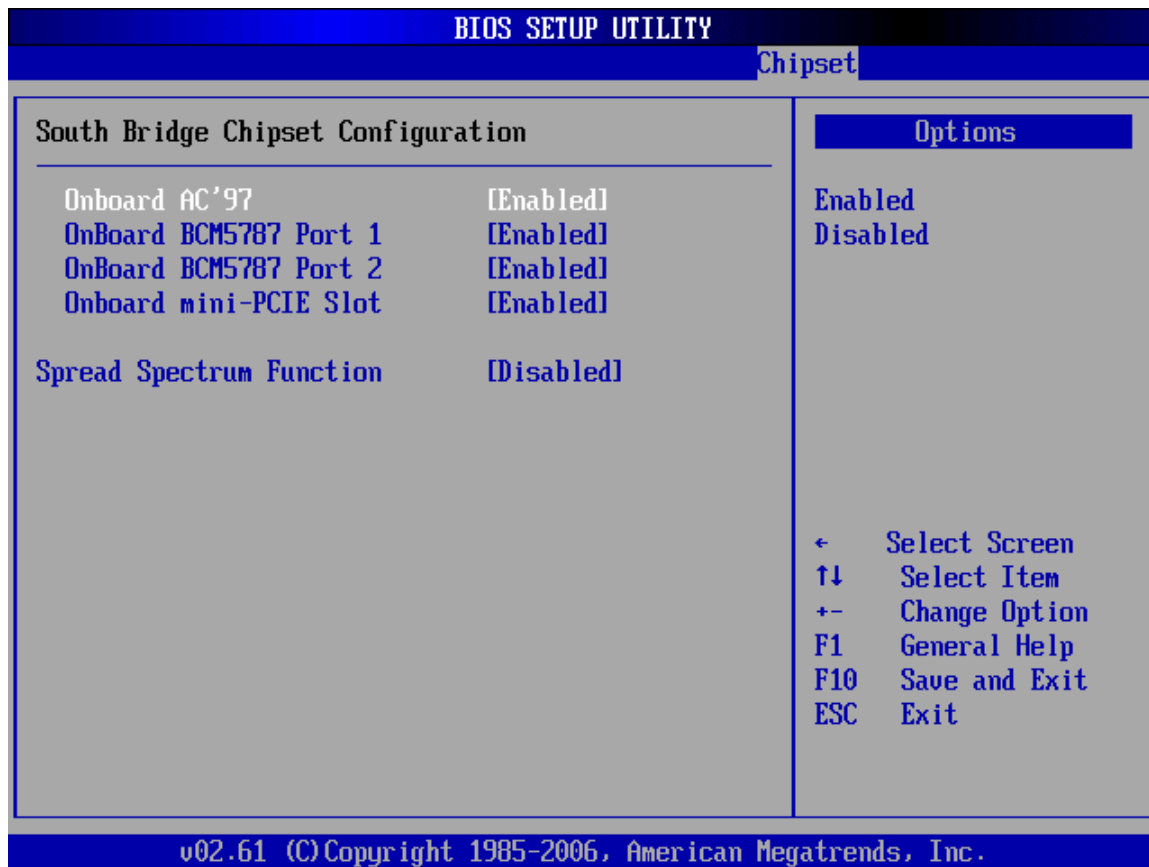 BIOS SETUP UTILITY
Chipset
South Bridge Chipset Configuration
Onboard AC'97 [Enabled]
OnBoard BCM5787 Port 1 [Enabled]
OnBoard BCM5787 Port 2 [Enabled]
Onboard mini-PCIE Slot [Enabled]
Spread Spectrum Function [Disabled]
Options
Enabled
Disabled
← Select Screen
↑↓ Select Item
+- Change Option
F1 General Help
F10 Save and Exit
ESC Exit
v02.61 (C)Copyright 1985-2006, American Megatrends, Inc.